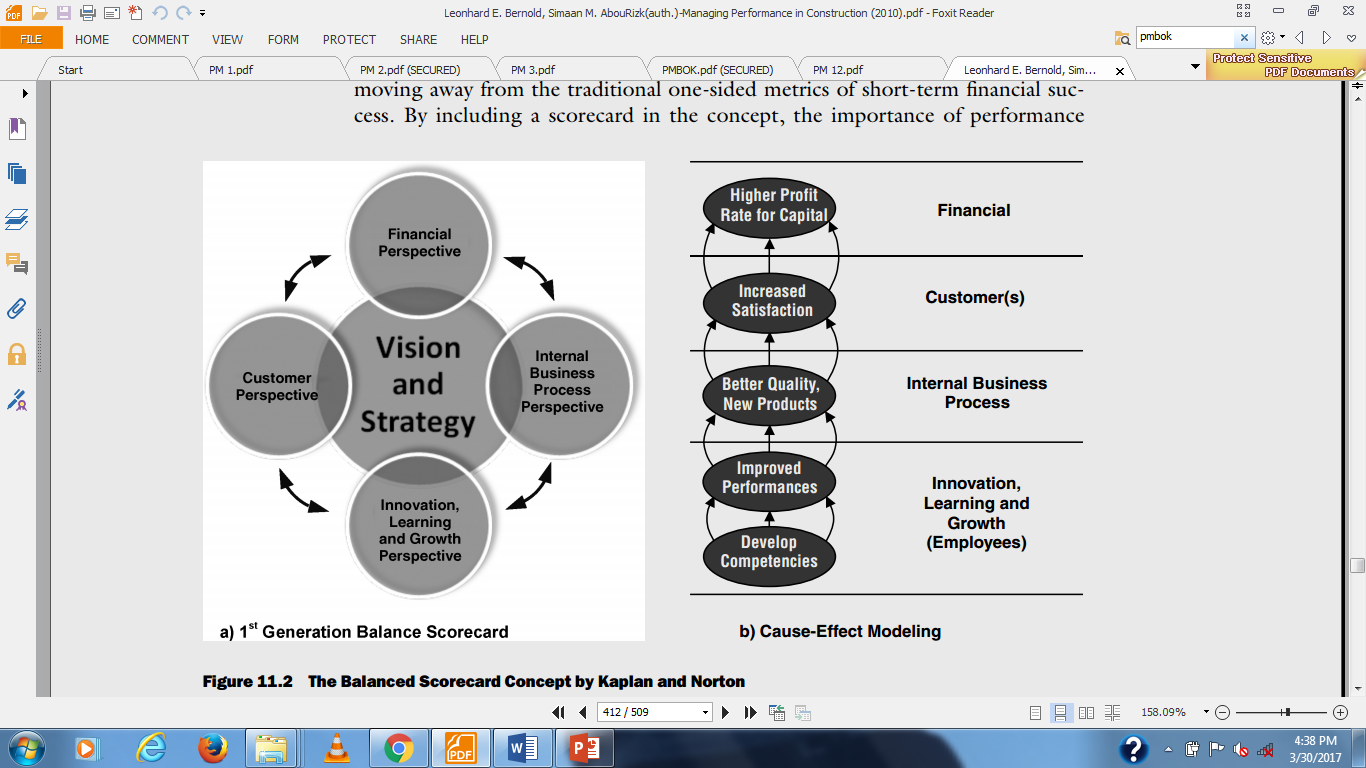 Leonhard E. Bernold, Simaan M. AbouRizk(auth.)-Managing Performance in Construction (2010).pdf - Foxit Reader
FILE HOME COMMENT VIEW FORM PROTECT SHARE HELP
pmbok
Start PM 1.pdf PM 2.pdf (SECURED) PM 3.pdf PMBOK.pdf (SECURED) PM 12.pdf Leonhard E. Bernold, Sim...
Protect Sensitive
PDF Documents
moving away from the traditional one-sided metrics of short-term financial suc-
cess. By including a scorecard in the concept, the importance of performance
Financial
Perspective
Customer
Perspective
Vision
and
Strategy
Internal
Business
Process
Perspective
Innovation,
Learning
and Growth
Perspective
a) 1st Generation Balance Scorecard
Higher Profit
Rate for Capital
Financial
Increased
Satisfaction
Customer(s)
Better Quality,
New Products
Internal Business
Process
Improved
Performances
Develop
Competencies
Innovation,
Learning and
Growth
(Employees)
b) Cause-Effect Modeling
Figure 11.2 The Balanced Scorecard Concept by Kaplan and Norton
412 / 509
158.09%
4:38 PM
3/30/2017